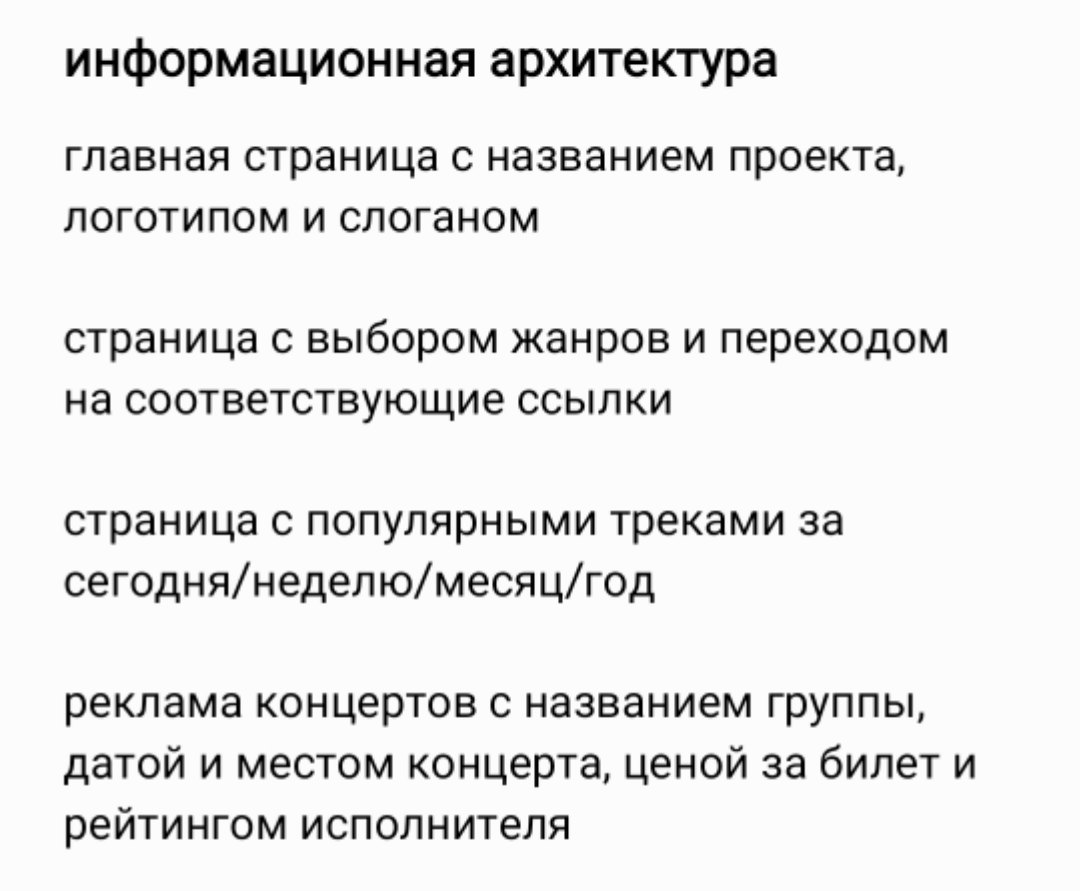 информационная архитектура
главная страница с названием проекта,
логотипом и слоганом
страница с выбором жанров и переходом
на соответствующие ссылки
страница с популярными треками за
сегодня/неделю/месяц/год
реклама концертов с названием группы,
датой и местом концерта, ценой за билет и
рейтингом исполнителя